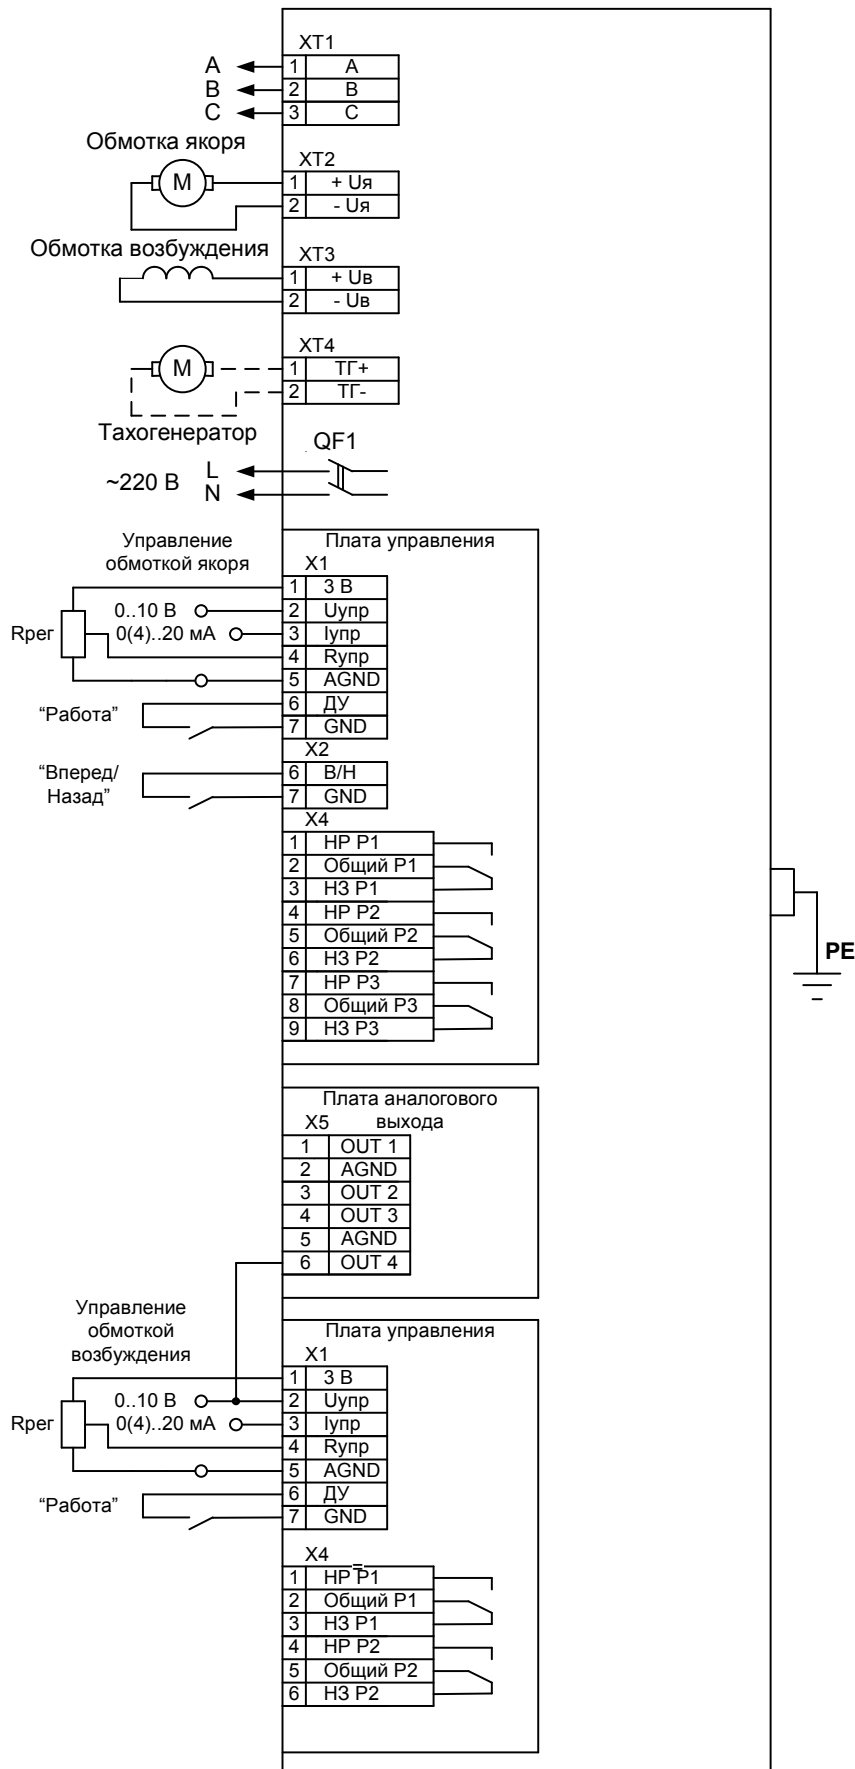 XT1
A 1 A
B 2 B
C 3 C
Обмотка якоря
XT2
M 1 + Uя
2 - Uя
Обмотка возбуждения
XT3
1 + Uв
2 - Uв
XT4
M 1 ТГ+
2 ТГ-
Тахогенератор
QF1
~220 В
L
N
Управление
обмоткой якоря
Плата управления
X1
1 3 В
0..10 В 2 Uупр
Rрег 0(4)..20 мА 3 Iупр
4 Rупр
5 AGND
“Работа” 6 ДУ
7 GND
X2
“Вперед/
Назад”
6 В/Н
7 GND
X4
1 НР Р1
2 Общий Р1
3 НЗ Р1
4 НР Р2
5 Общий Р2
6 НЗ Р2
7 НР Р3
8 Общий Р3
9 НЗ Р3
PE
Плата аналогового
выхода
X5
1 OUT 1
2 AGND
3 OUT 2
4 OUT 3
5 AGND
6 OUT 4
Управление
обмоткой
возбуждения
Плата управления
X1
1 3 В
0..10 В 2 Uупр
Rрег 0(4)..20 мА 3 Iупр
4 Rупр
5 AGND
“Работа” 6 ДУ
7 GND
X4
=
1 НР Р1
2 Общий Р1
3 НЗ Р1
4 НР Р2
5 Общий Р2
6 НЗ Р2